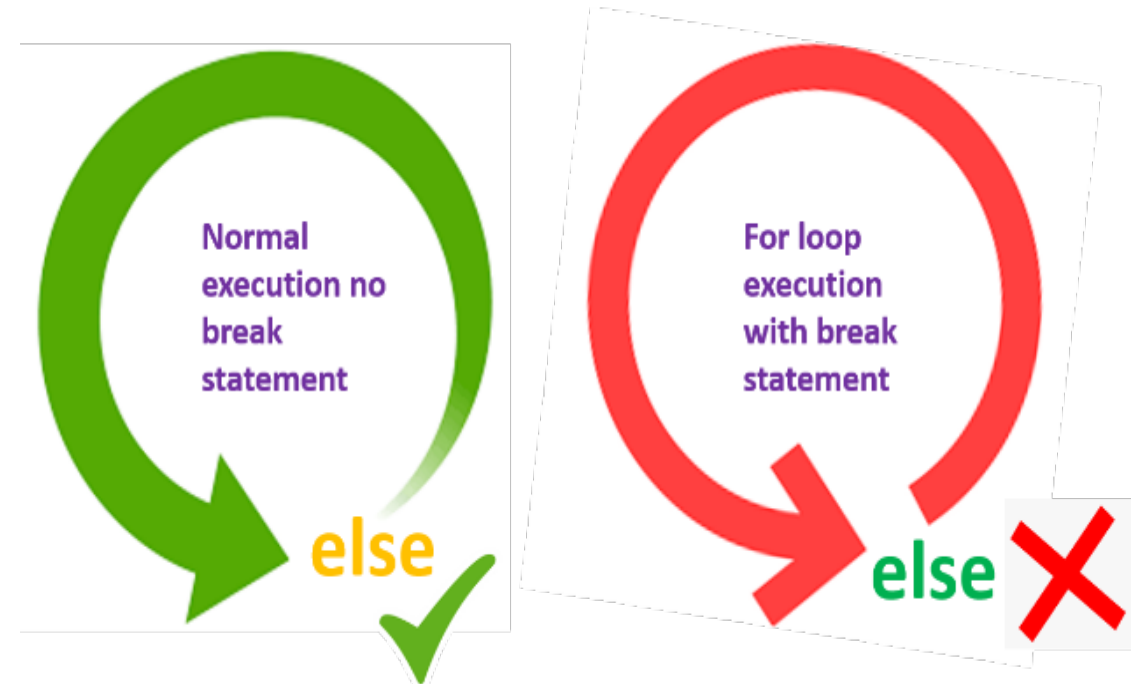 Normal
execution no
break
statement
else
For loop
execution
with break
statement
else